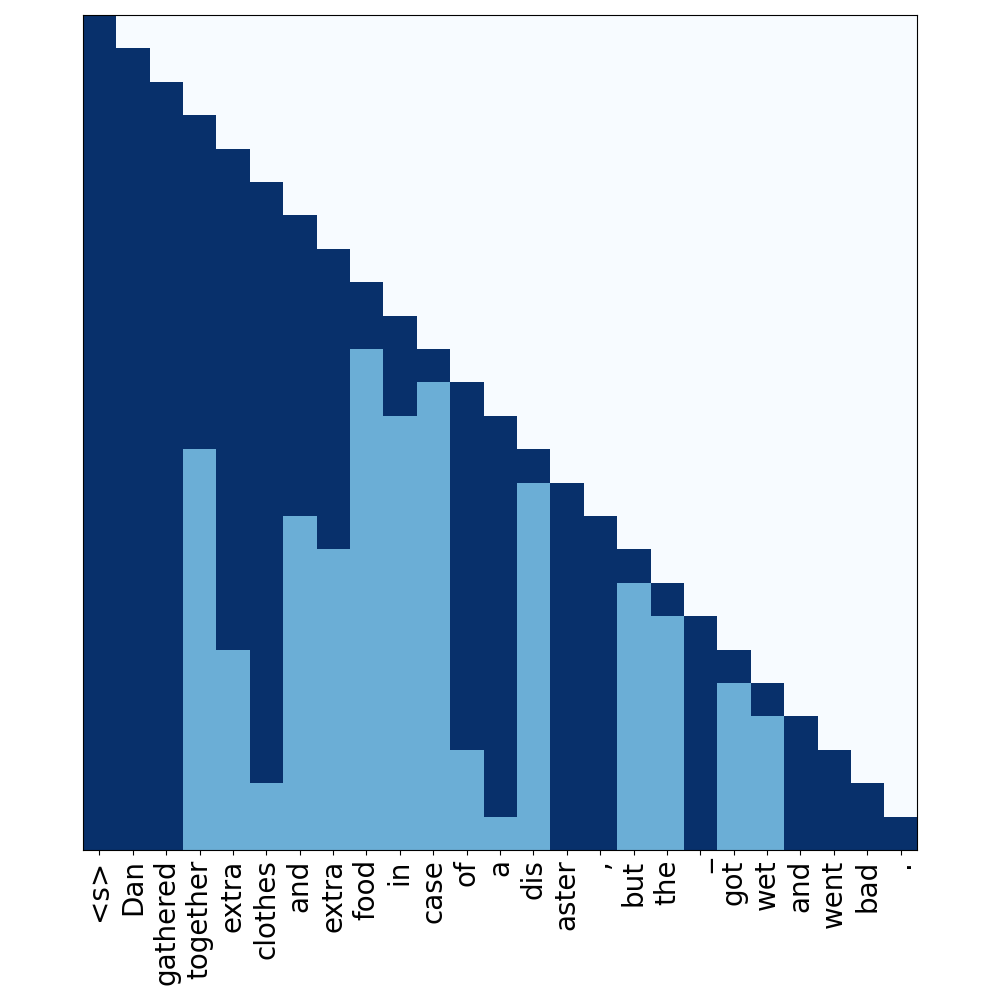 <s> Dan gathered together extra clothes and extra food in case of a dis aster , but the _ got wet and went bad .